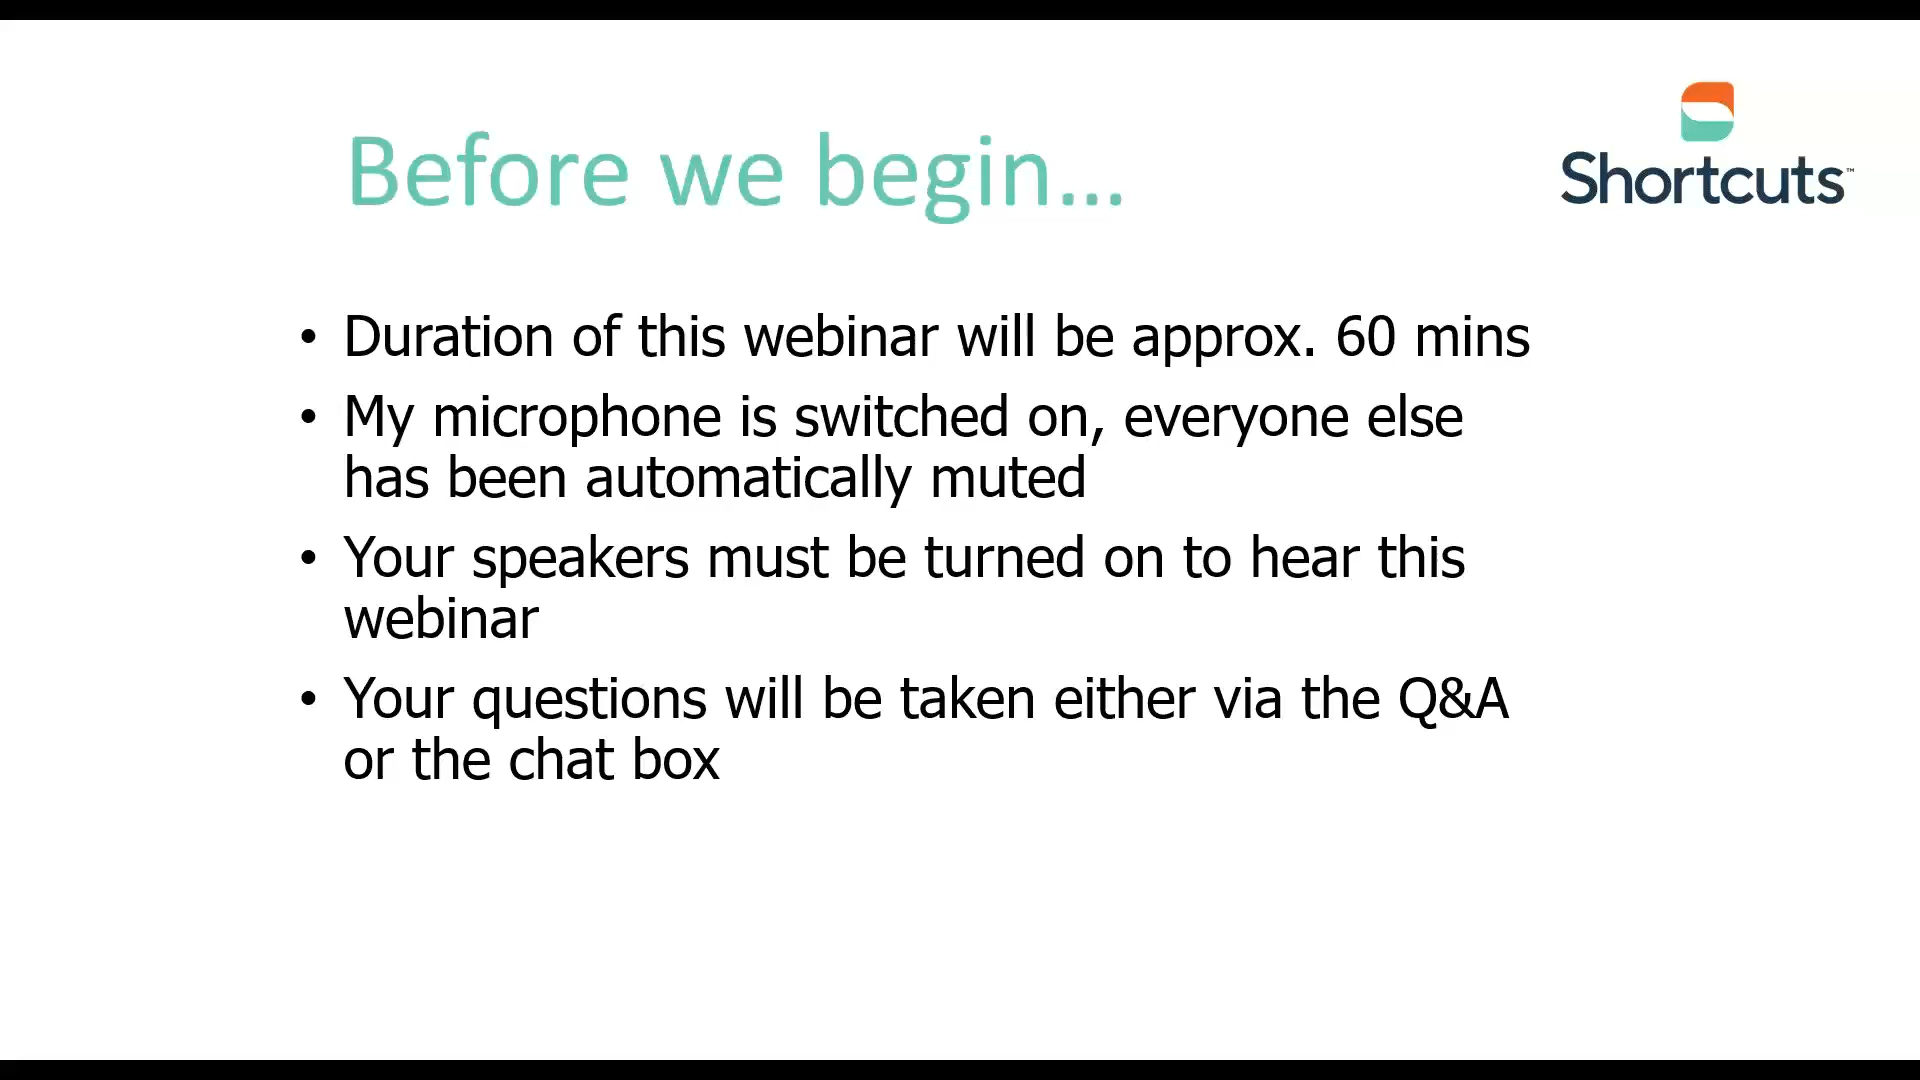 Shortcuts™
Before we begin...
• Duration of this webinar will be approx. 60 mins
• My microphone is switched on, everyone else
has been automatically muted
• Your speakers must be turned on to hear this
webinar
• Your questions will be taken either via the Q&A
or the chat box